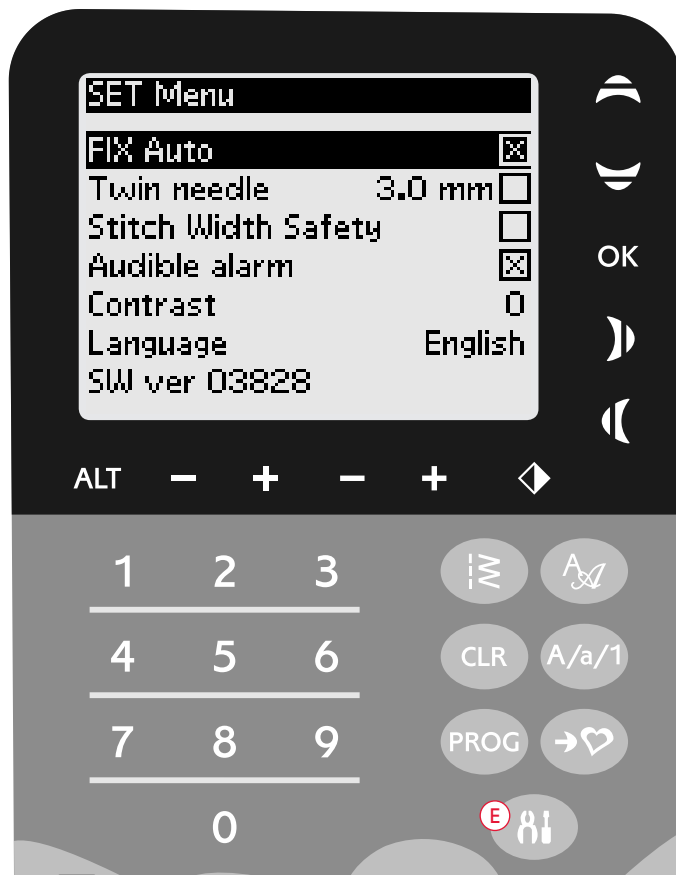 SET Menu
FIX Auto
Twin needle 3.0 mm
Stitch Width Safety
Audible alarm
Contrast 0
Language English
SW ver 03828
OK
ALT - + - +
1 2 3
A
4 5 6 CLR A/a/1
7 8 9 PROG
0 E